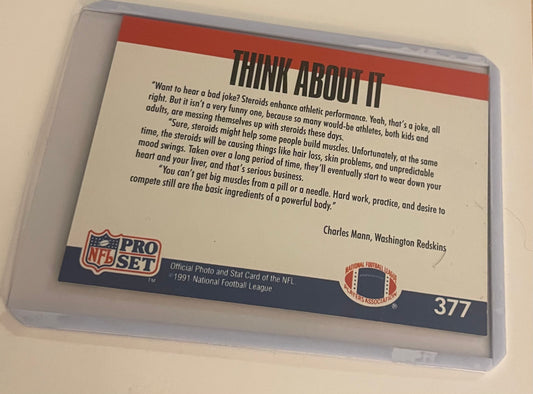 THINK ABOUT IT
"Want to hear a bad joke? Steroids enhance athletic performance. Yeah, that's a joke, all
right. But it isn't a very funny one, because so many would-be athletes, both kids and
adults, are messing themselves up with steroids these days.
"Sure, steroids might help some people build muscles. Unfortunately, at the same
time, the steroids will be causing things like hair loss, skin problems, and unpredictable
mood swings. Taken over a long period of time, they'll eventually start to wear down your
heart and your liver, and that's serious business.
"You can't get big muscles from a pill or a needle. Hard work, practice, and desire to
compete still are the basic ingredients of a powerful body."
Charles Mann, Washington Redskins
NFL
PRO
SET
TM
Official Photo and Stat Card of the NFL
©1991 National Football League
NATIONAL FOOTBALL LEAGUE
PLAYERS ASSOCIATION
®
377